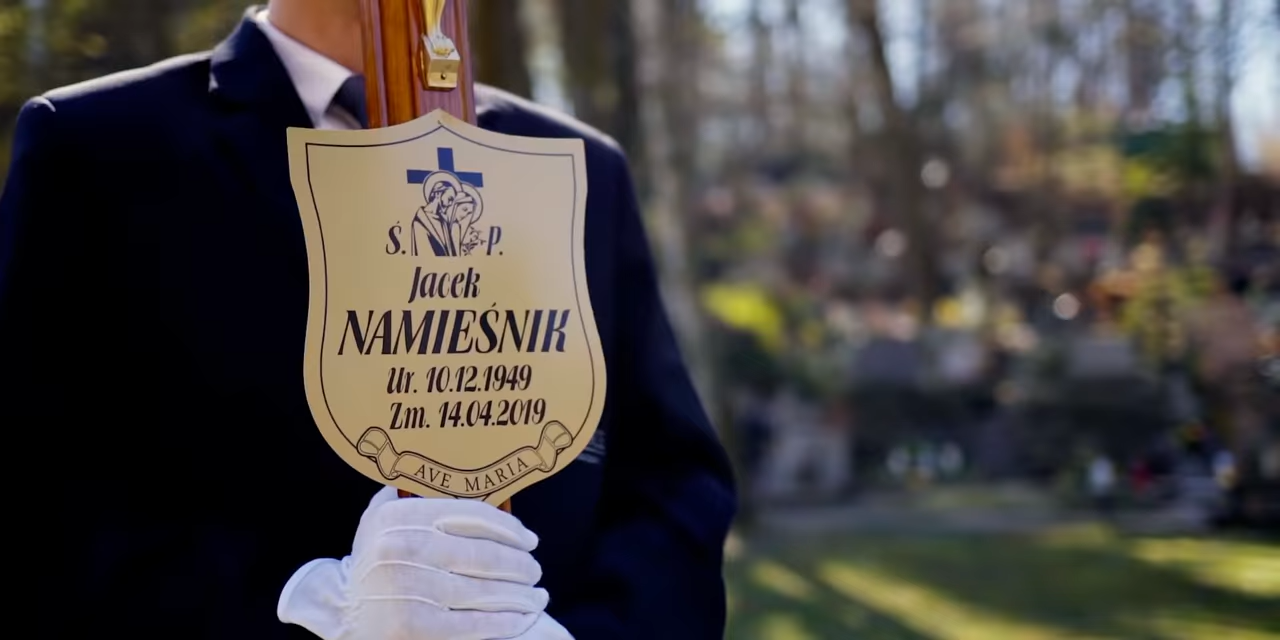 Ś. P.
Jacek
NAMIEŚNIK
Ur. 10.12.1949
Zm. 14.04.2019
AVE MARIA